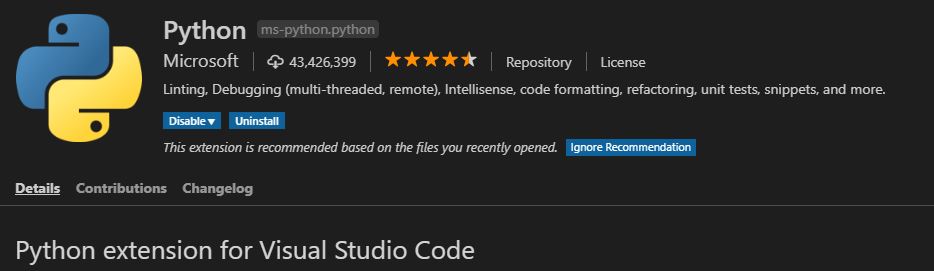 Python ms-python.python
Microsoft 43,426,399 Repository License
Linting, Debugging (multi-threaded, remote), Intellisense, code formatting, refactoring, unit tests, snippets, and more.
Disable Uninstall
This extension is recommended based on the files you recently opened. Ignore Recommendation
Details Contributions Changelog
Python extension for Visual Studio Code